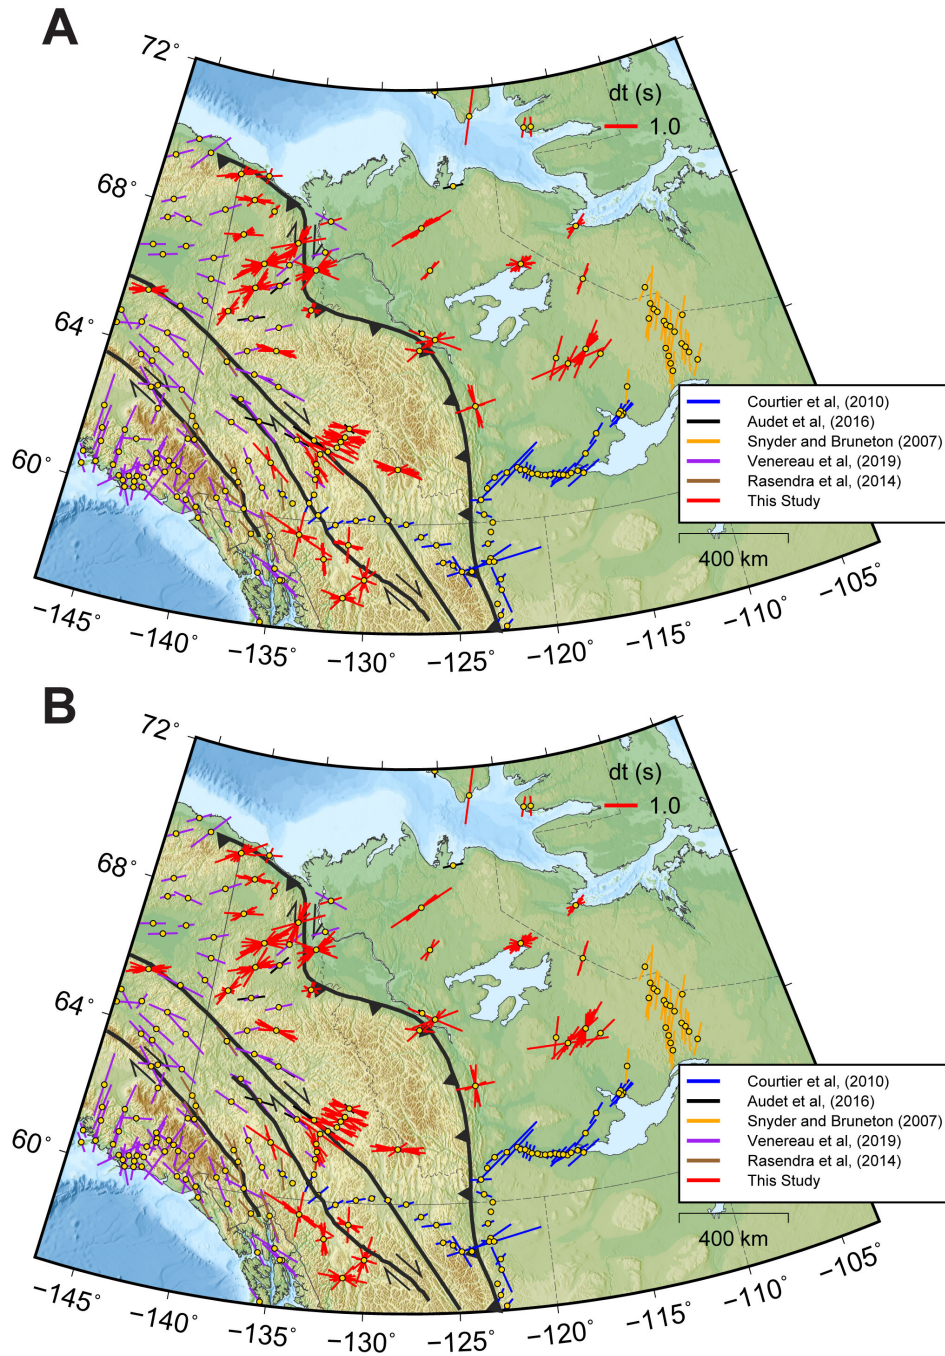 A
72°
dt (s)
1.0
68°
64°
60°
Courtier et al, (2010)
Audet et al, (2016)
Snyder and Bruneton (2007)
Venereau et al, (2019)
Rasendra et al, (2014)
This Study
400 km
−145°
−140°
−135°
−130°
−125°
−120°
−115°
−110°
−105°
B
72°
dt (s)
1.0
68°
64°
60°
Courtier et al, (2010)
Audet et al, (2016)
Snyder and Bruneton (2007)
Venereau et al, (2019)
Rasendra et al, (2014)
This Study
400 km
−145°
−140°
−135°
−130°
−125°
−120°
−115°
−110°
−105°